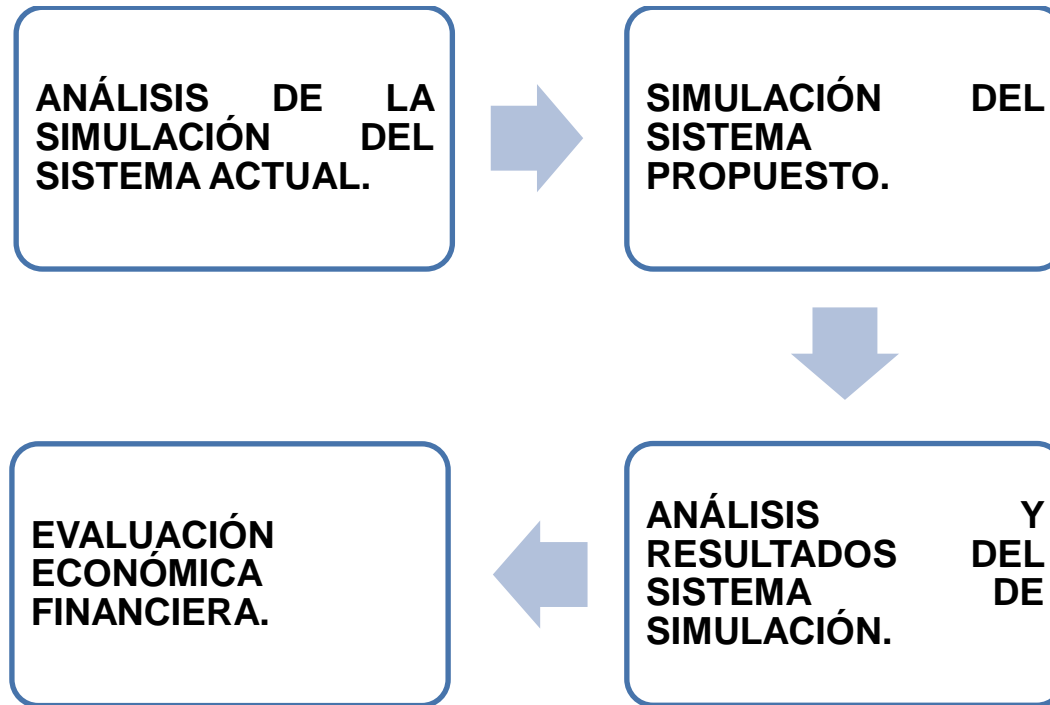 ANÁLISIS DE LA
SIMULACIÓN DEL
SISTEMA ACTUAL.
SIMULACIÓN DEL
SISTEMA
PROPUESTO.
ANÁLISIS Y
RESULTADOS DEL
SISTEMA DE
SIMULACIÓN.
EVALUACIÓN
ECONÓMICA
FINANCIERA.